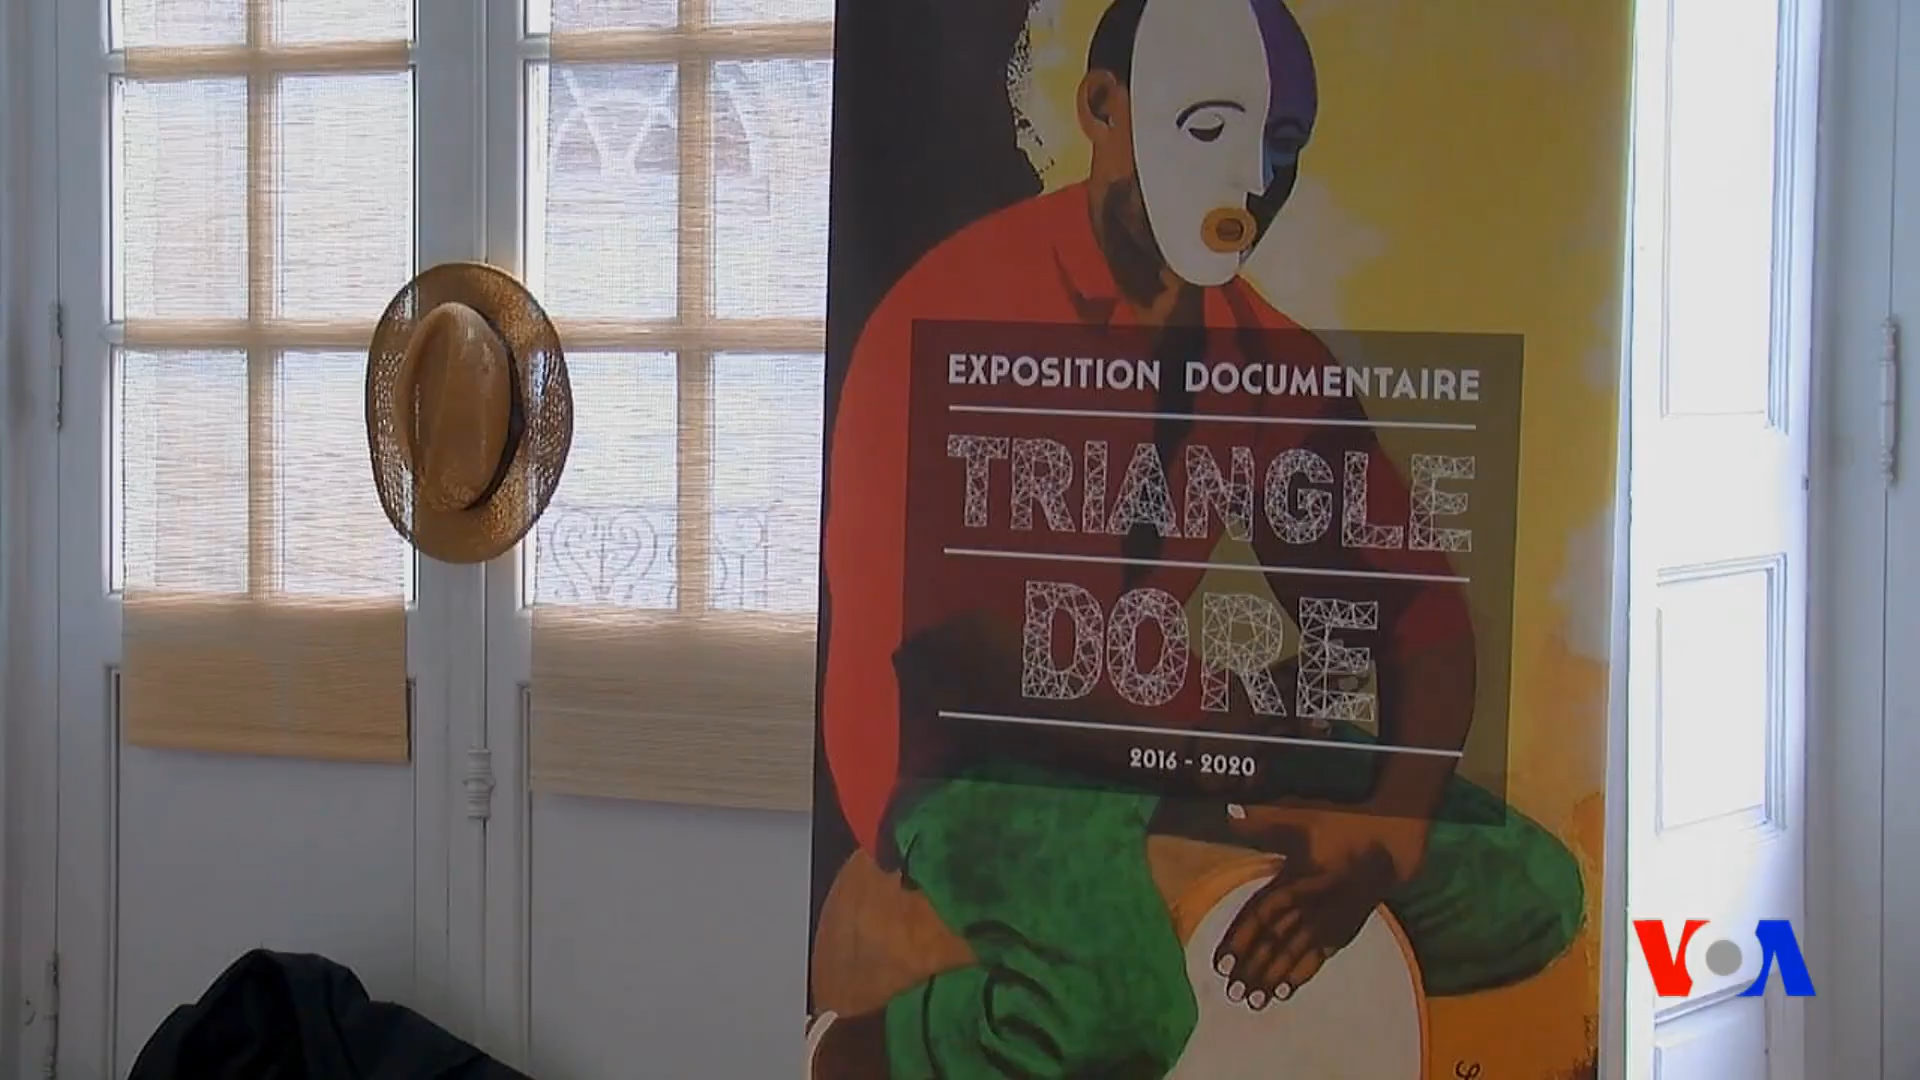 EXPOSITION DOCUMENTAIRE
TRIANGLE
DORE
2016 - 2020
VOA